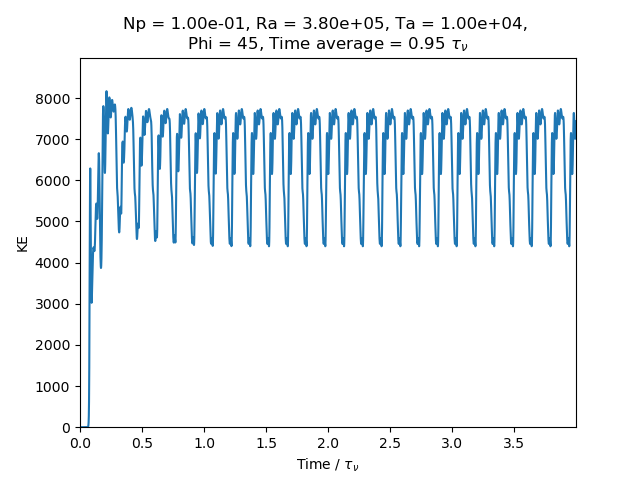 Np = 1.00e-01, Ra = 3.80e+05, Ta = 1.00e+04,
Phi = 45, Time average = 0.95 τν
KE
8000
7000
6000
5000
4000
3000
2000
1000
0
0.0 0.5 1.0 1.5 2.0 2.5 3.0 3.5
Time / τν